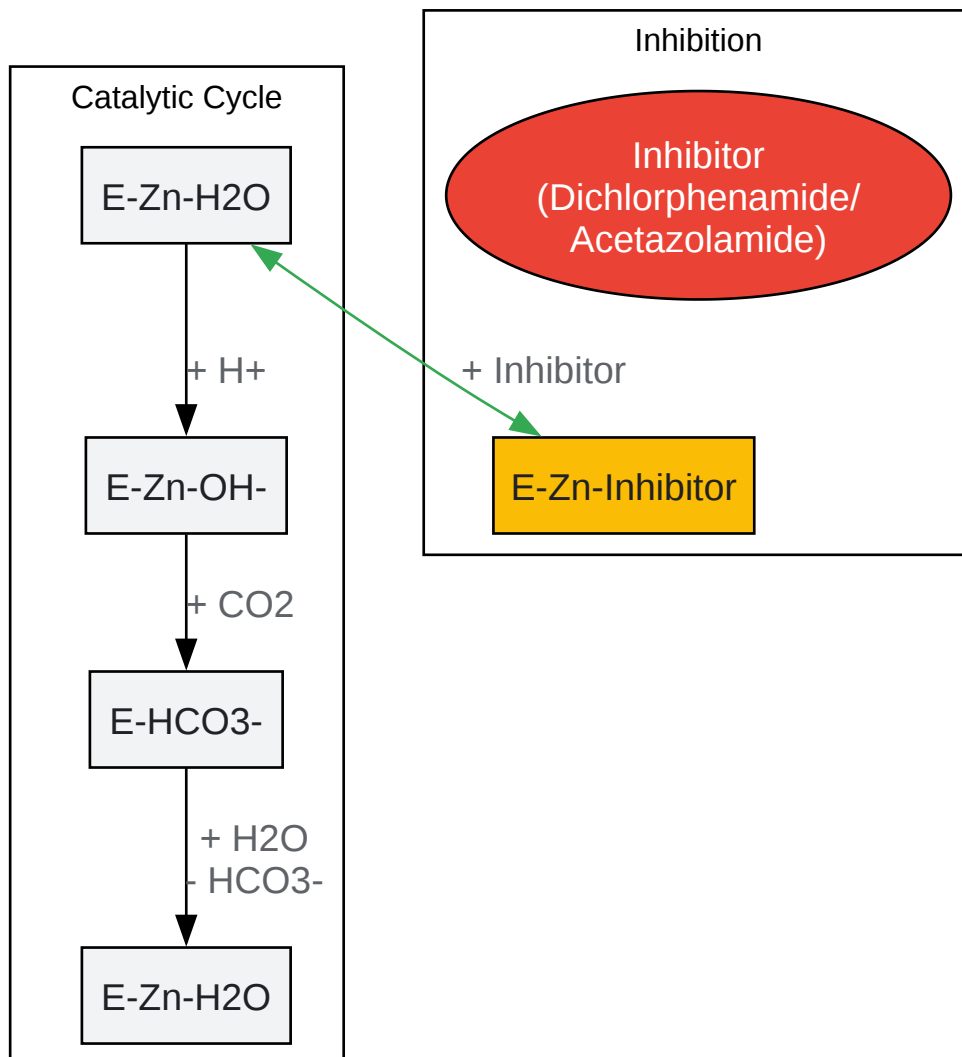 Inhibition
Catalytic Cycle
Inhibitor
(Dichlorphenamide/
Acetazolamide)
E-Zn-H2O
+ H+
+ Inhibitor
E-Zn-OH-
E-Zn-Inhibitor
+ CO2
E-HCO3-
+ H2O
- HCO3-
E-Zn-H2O